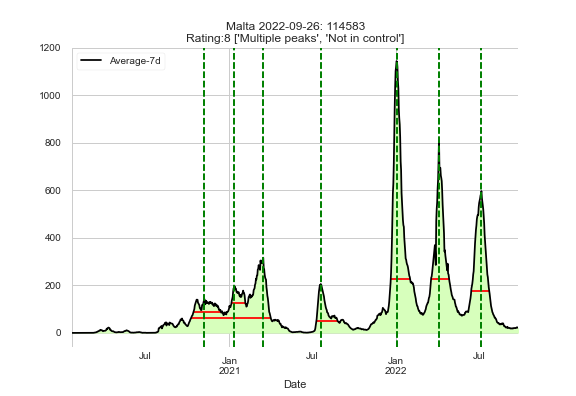 Malta 2022-09-26: 114583
Rating:8 ['Multiple peaks', 'Not in control']
Average-7d
1200
1000
800
600
400
200
0
Jul
Jan
2021
Jul
Jan
2022
Jul
Date